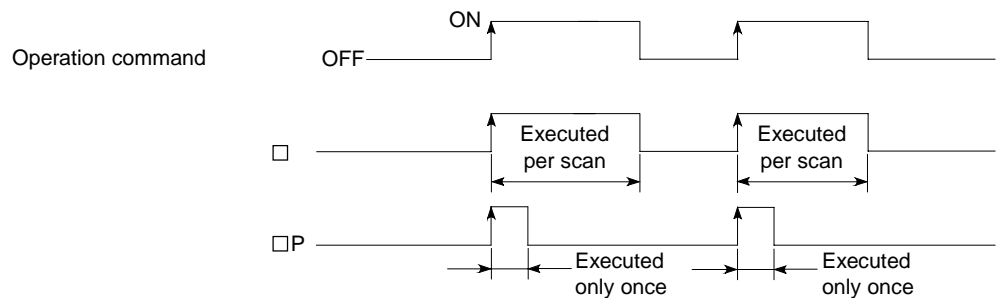 ON
Operation command OFF
□ Executed per scan Executed per scan
□P
Executed only once Executed only once